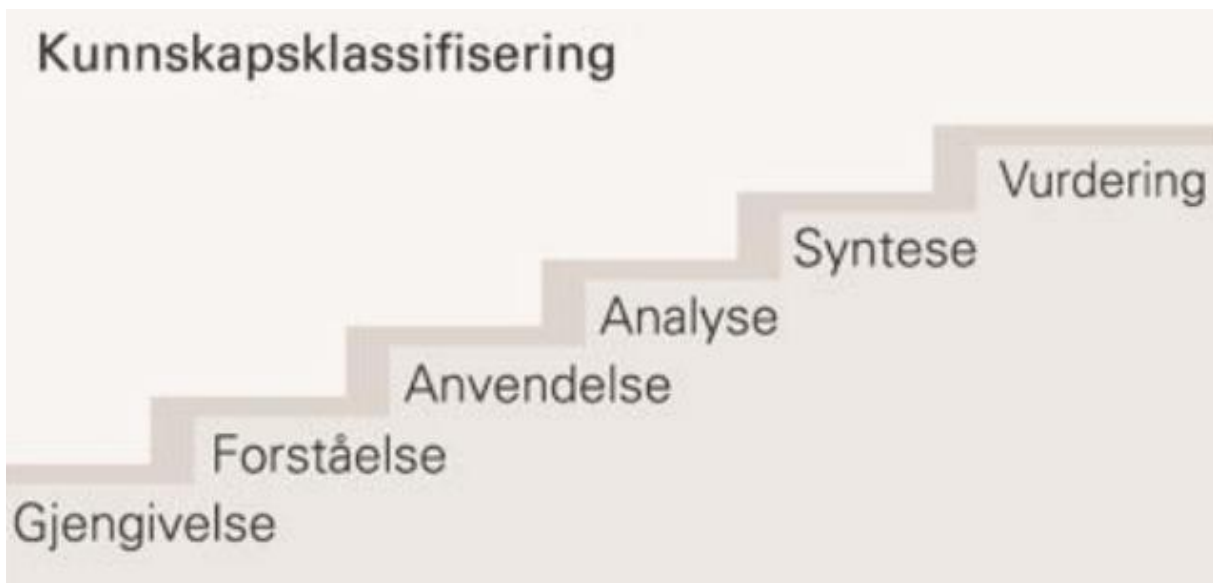 Kunnskapsklassifisering
Vurdering
Syntese
Analyse
Anvendelse
Forståelse
Gjengivelse